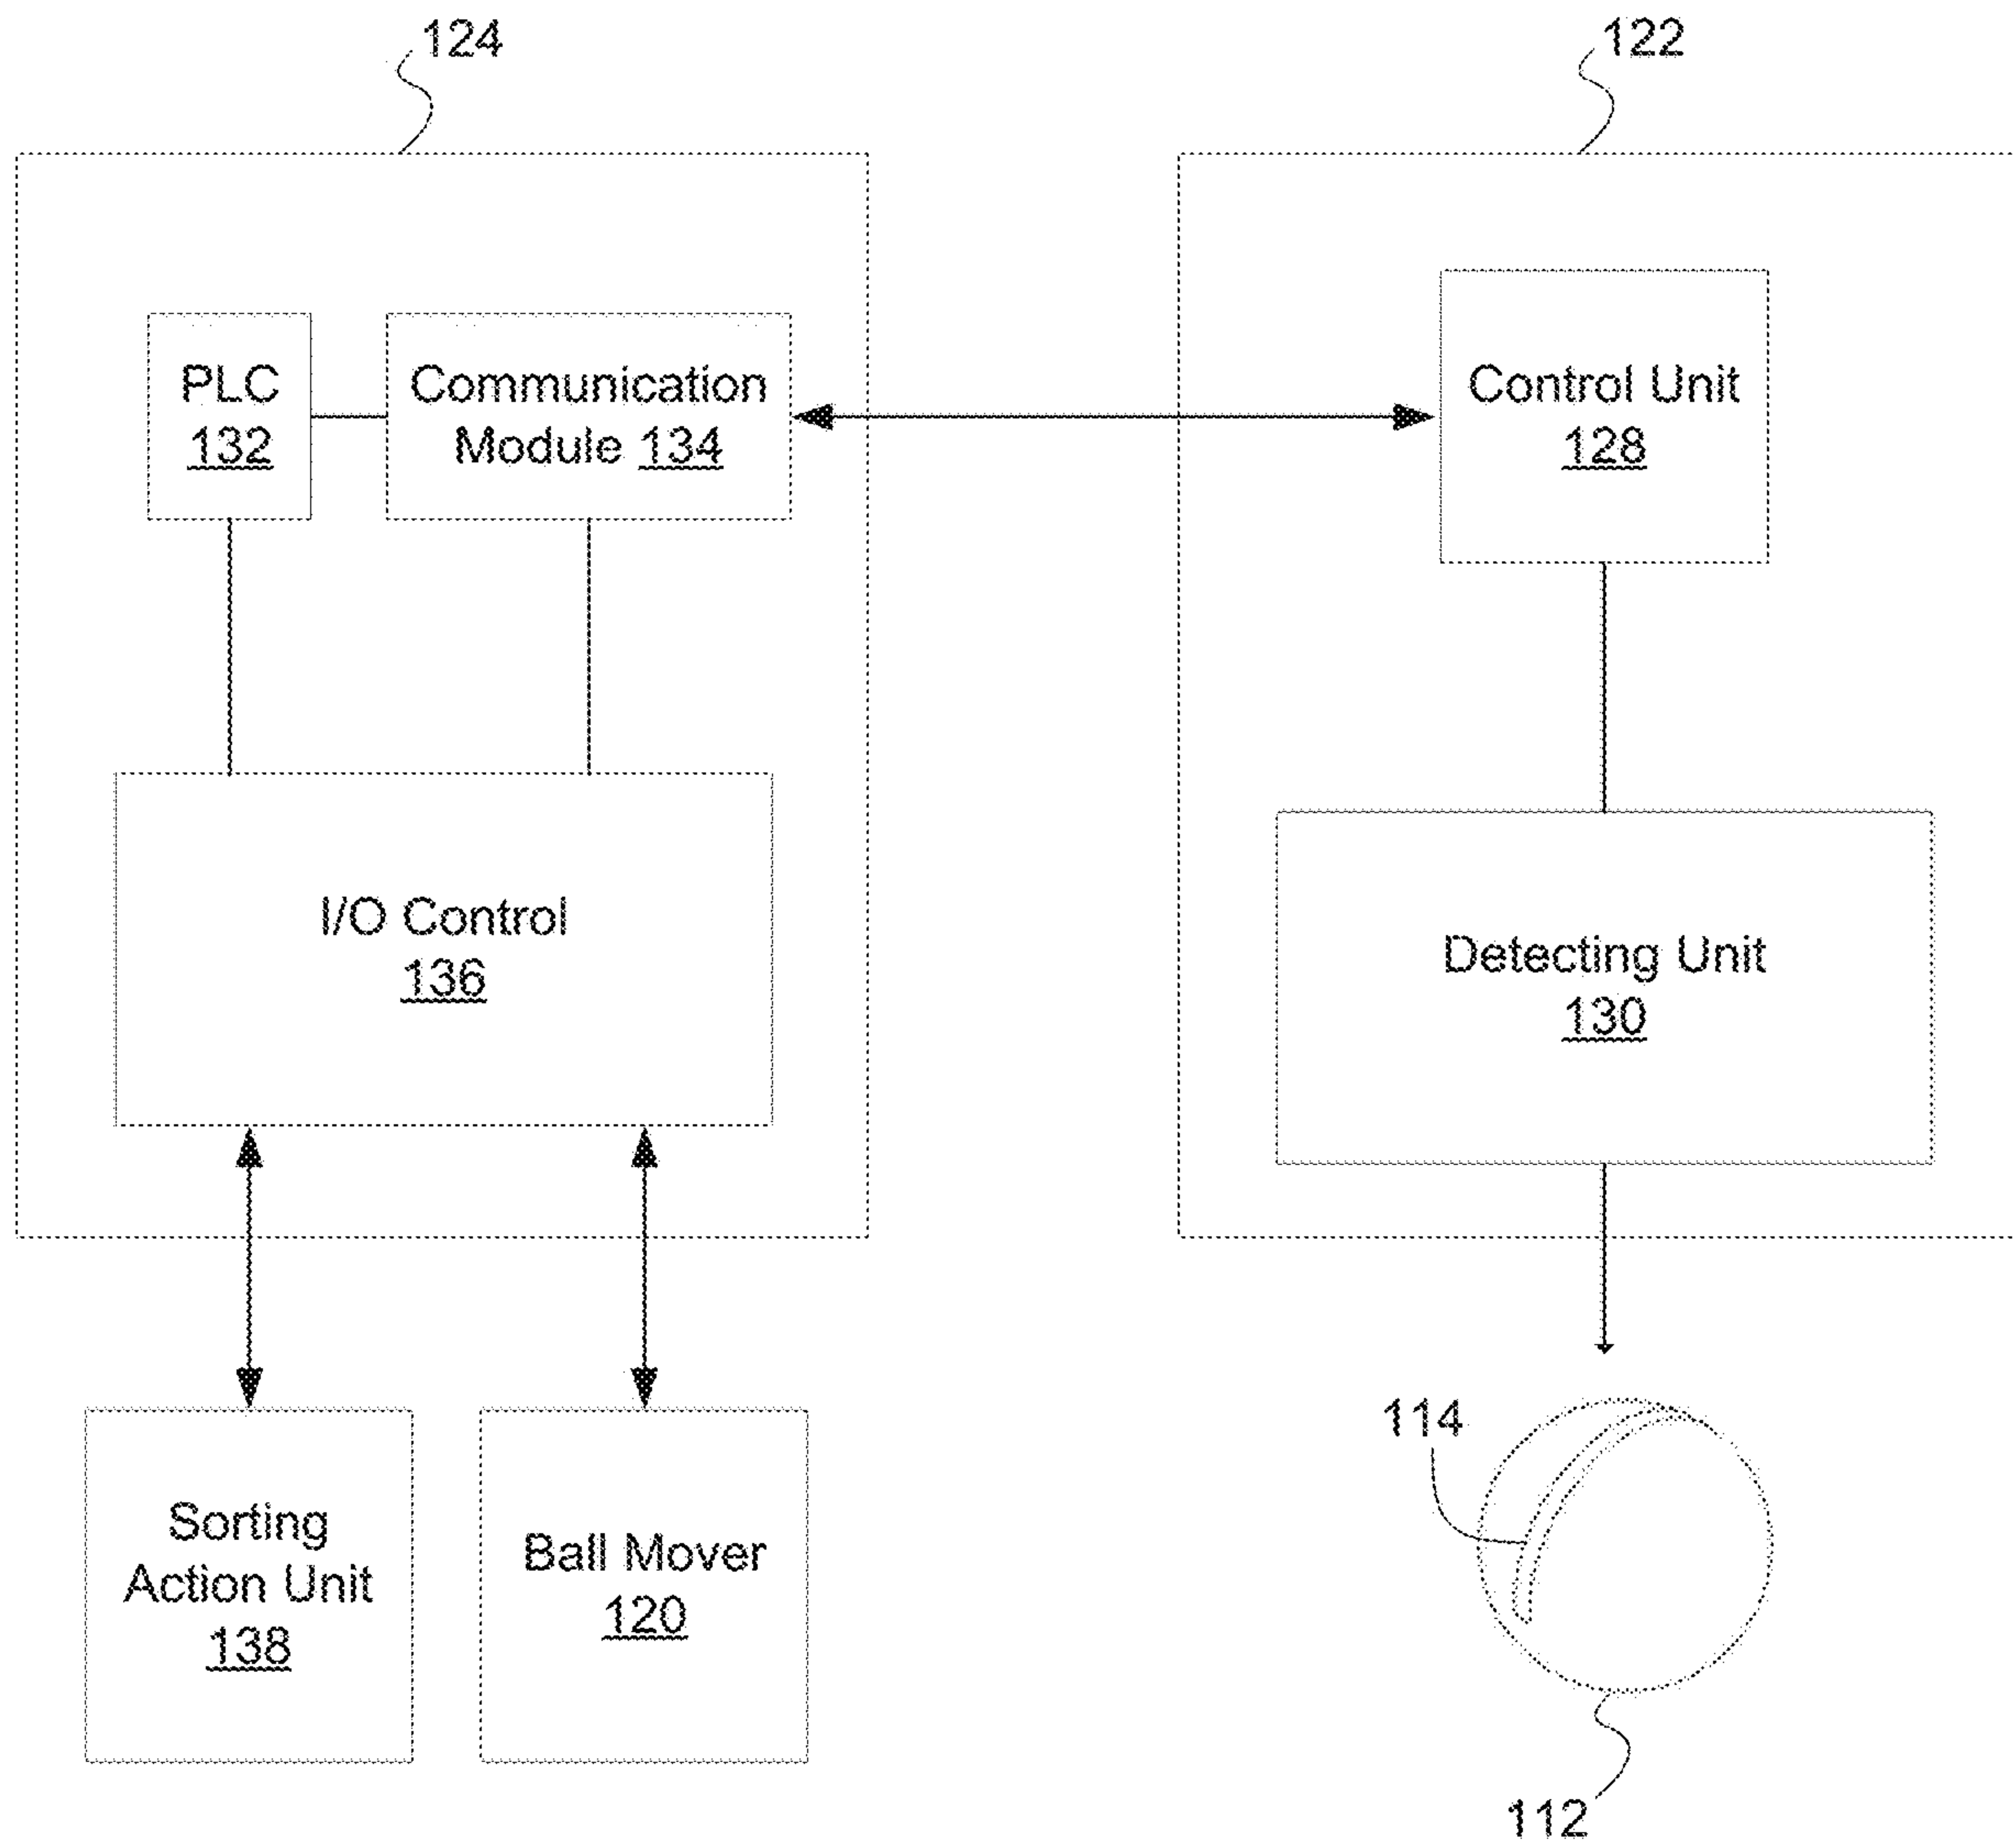 124
122
PLC
132
Communication
Module 134
Control Unit
128
I/O Control
136
Detecting Unit
130
Sorting
Action Unit
138
Ball Mover
120
114
112